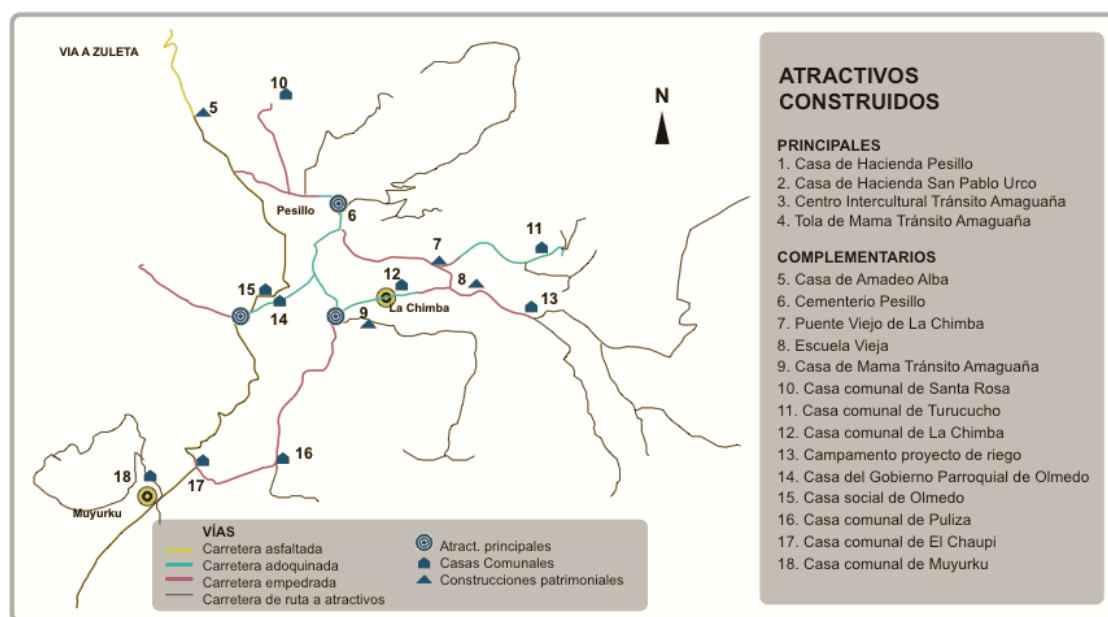 VIA A ZULETA
10
5
N
Pesillo
6
7
11
12
8
15
14
La Chimba
13
9
16
18
17
Muyurku
VÍAS
Carretera asfaltada
Carretera adoquinada
Carretera empedrada
Carretera de ruta a atractivos
Atract. principales
Casas Comunales
Construcciones patrimoniales
ATRACTIVOS
CONSTRUIDOS
PRINCIPALES
1. Casa de Hacienda Pesillo
2. Casa de Hacienda San Pablo Urco
3. Centro Intercultural Tránsito Amaguaña
4. Tola de Mama Tránsito Amaguaña
COMPLEMENTARIOS
5. Casa de Amadeo Alba
6. Cementerio Pesillo
7. Puente Viejo de La Chimba
8. Escuela Vieja
9. Casa de Mama Tránsito Amaguaña
10. Casa comunal de Santa Rosa
11. Casa comunal de Turucucho
12. Casa comunal de La Chimba
13. Campamento proyecto de riego
14. Casa del Gobierno Parroquial de Olmedo
15. Casa social de Olmedo
16. Casa comunal de Puliza
17. Casa comunal de El Chaupi
18. Casa comunal de Muyurku